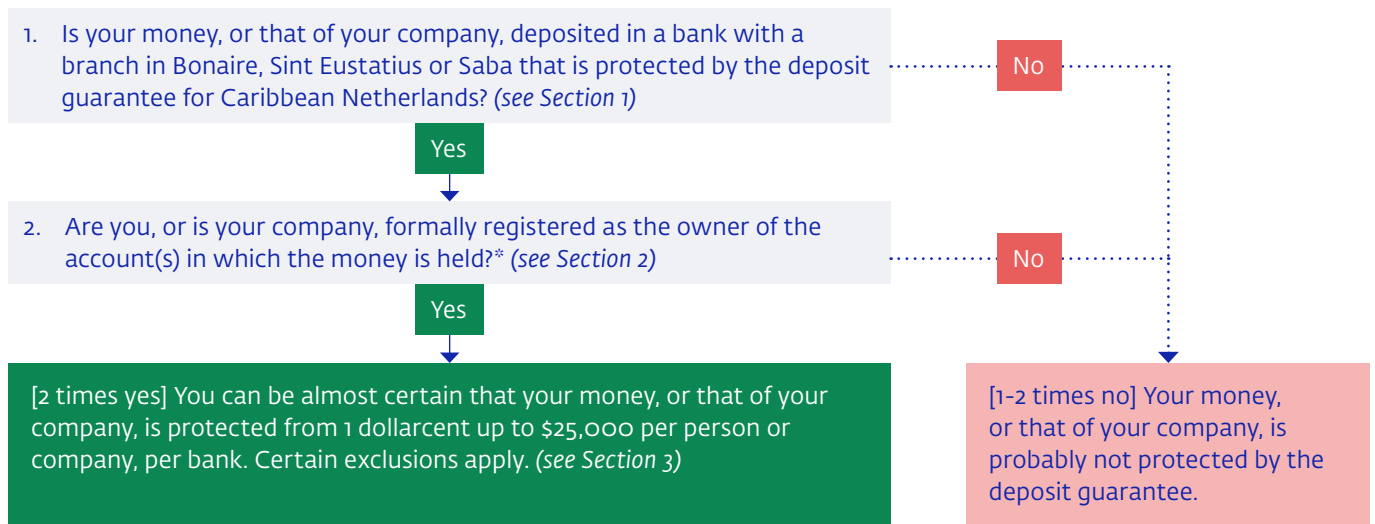 1. Is your money, or that of your company, deposited in a bank with a
branch in Bonaire, Sint Eustatius or Saba that is protected by the deposit
guarantee for Caribbean Netherlands? (see Section 1)
No
Yes
2. Are you, or is your company, formally registered as the owner of the
account(s) in which the money is held?* (see Section 2)
No
Yes
[2 times yes] You can be almost certain that your money, or that of your
company, is protected from 1 dollarcent up to $25,000 per person or
company, per bank. Certain exclusions apply. (see Section 3)
[1-2 times no] Your money,
or that of your company, is
probably not protected by the
deposit guarantee.